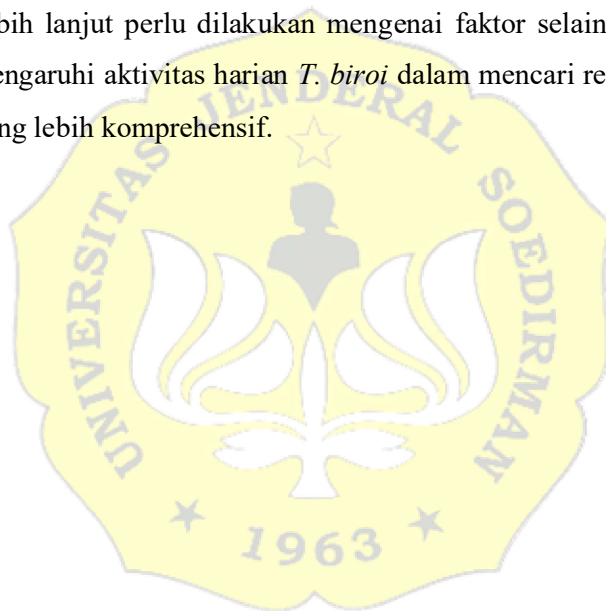 bih lanjut perlu dilakukan mengenai faktor selain
engaruhi aktivitas harian T. biroi dalam mencari re
ng lebih komprehensif.
UNIVERSITAS JENDERAL SOEDIRMAN
1963